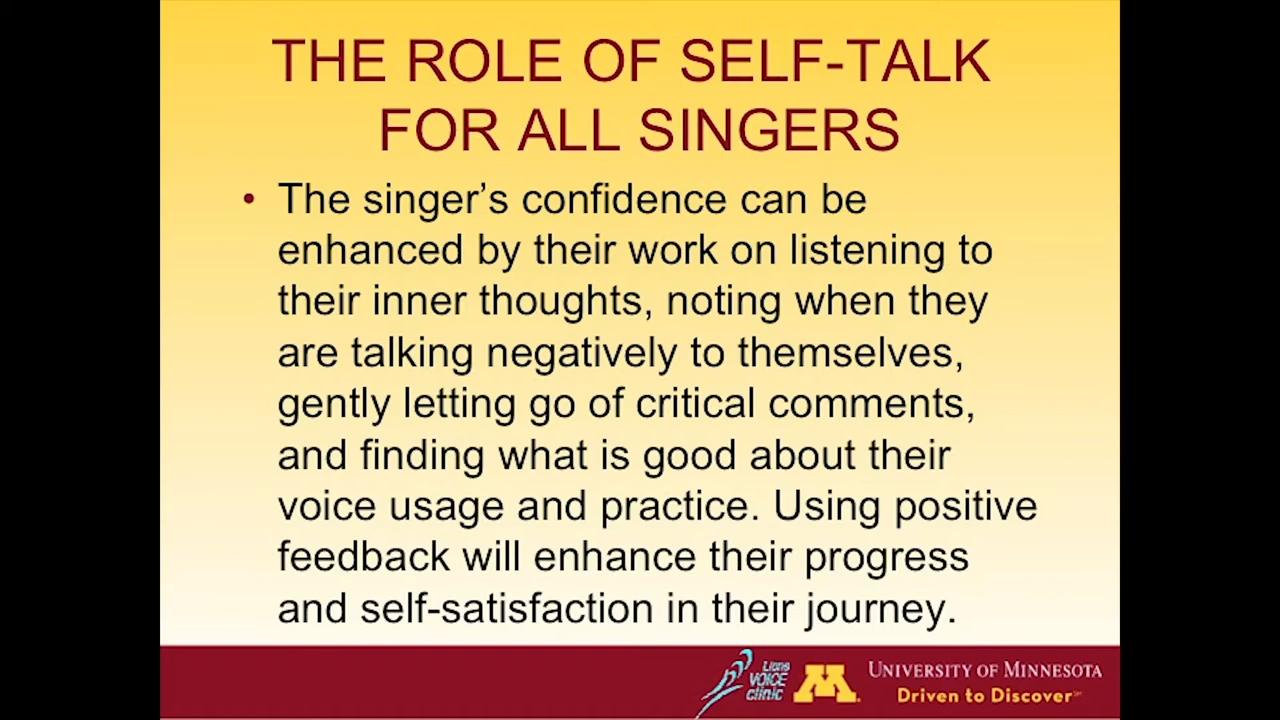 THE ROLE OF SELF-TALK
FOR ALL SINGERS
• The singer's confidence can be
enhanced by their work on listening to
their inner thoughts, noting when they
are talking negatively to themselves,
gently letting go of critical comments,
and finding what is good about their
voice usage and practice. Using positive
feedback will enhance their progress
and self-satisfaction in their journey.
Lions
VOICE
clinic
M
UNIVERSITY OF MINNESOTA
Driven to Discover℠